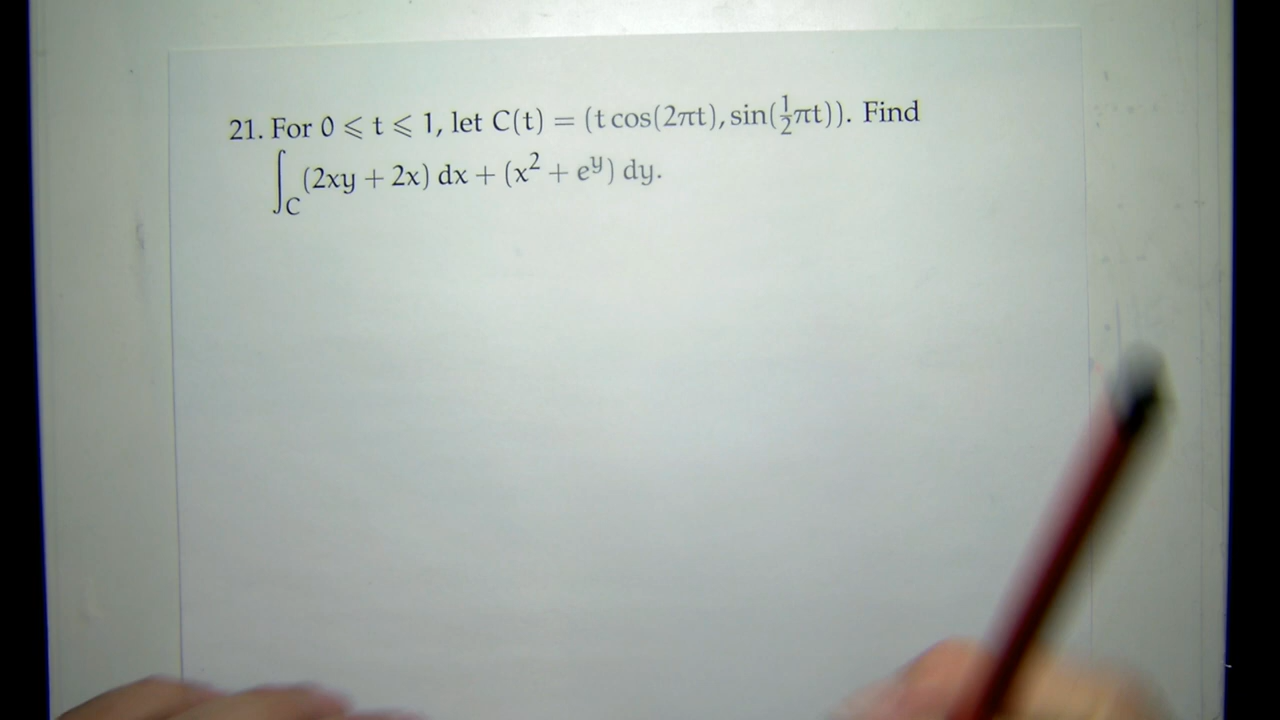 21. For 0 ⩽ t ⩽ 1, let C(t) = (t cos(2πt), sin(½πt)). Find
∫_C (2xy + 2x) dx + (x² + e^y) dy.